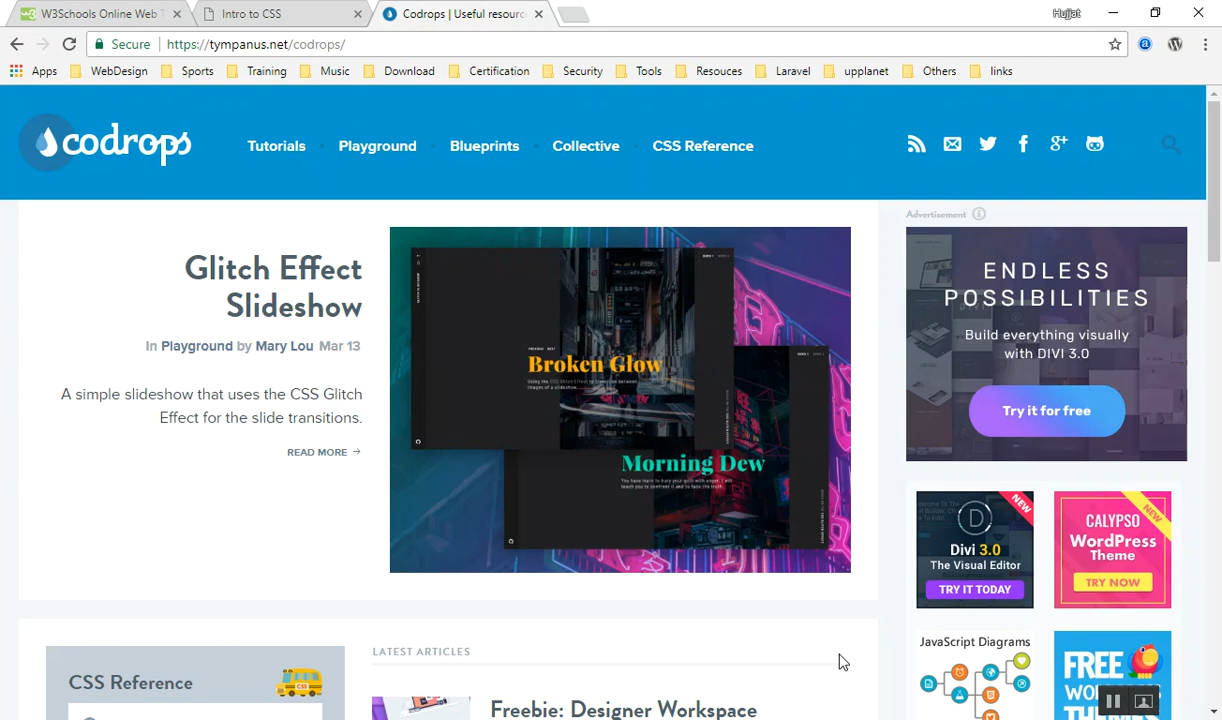 W3Schools Online Web T
Intro to CSS
Codrops | Useful resourc
Hujjat
Secure
https://tympanus.net/codrops/
Apps
WebDesign
Sports
Training
Music
Download
Certification
Security
Tools
Resouces
Laravel
upplanet
Others
links
codrops
Tutorials
Playground
Blueprints
Collective
CSS Reference
Advertisement
Glitch Effect
Slideshow
In Playground by Mary Lou Mar 13
A simple slideshow that uses the CSS Glitch
Effect for the slide transitions.
READ MORE →
Broken Glow
Morning Dew
ENDLESS
POSSIBILITIES
Build everything visually
with DIVI 3.0
Try it for free
NEW
D
Divi 3.0
The Visual Editor
TRY IT TODAY
NEW
CALYPSO
WordPress
Theme
TRY NOW
JavaScript Diagrams
FREE
LATEST ARTICLES
CSS Reference
CSS
Freebie: Designer Workspace